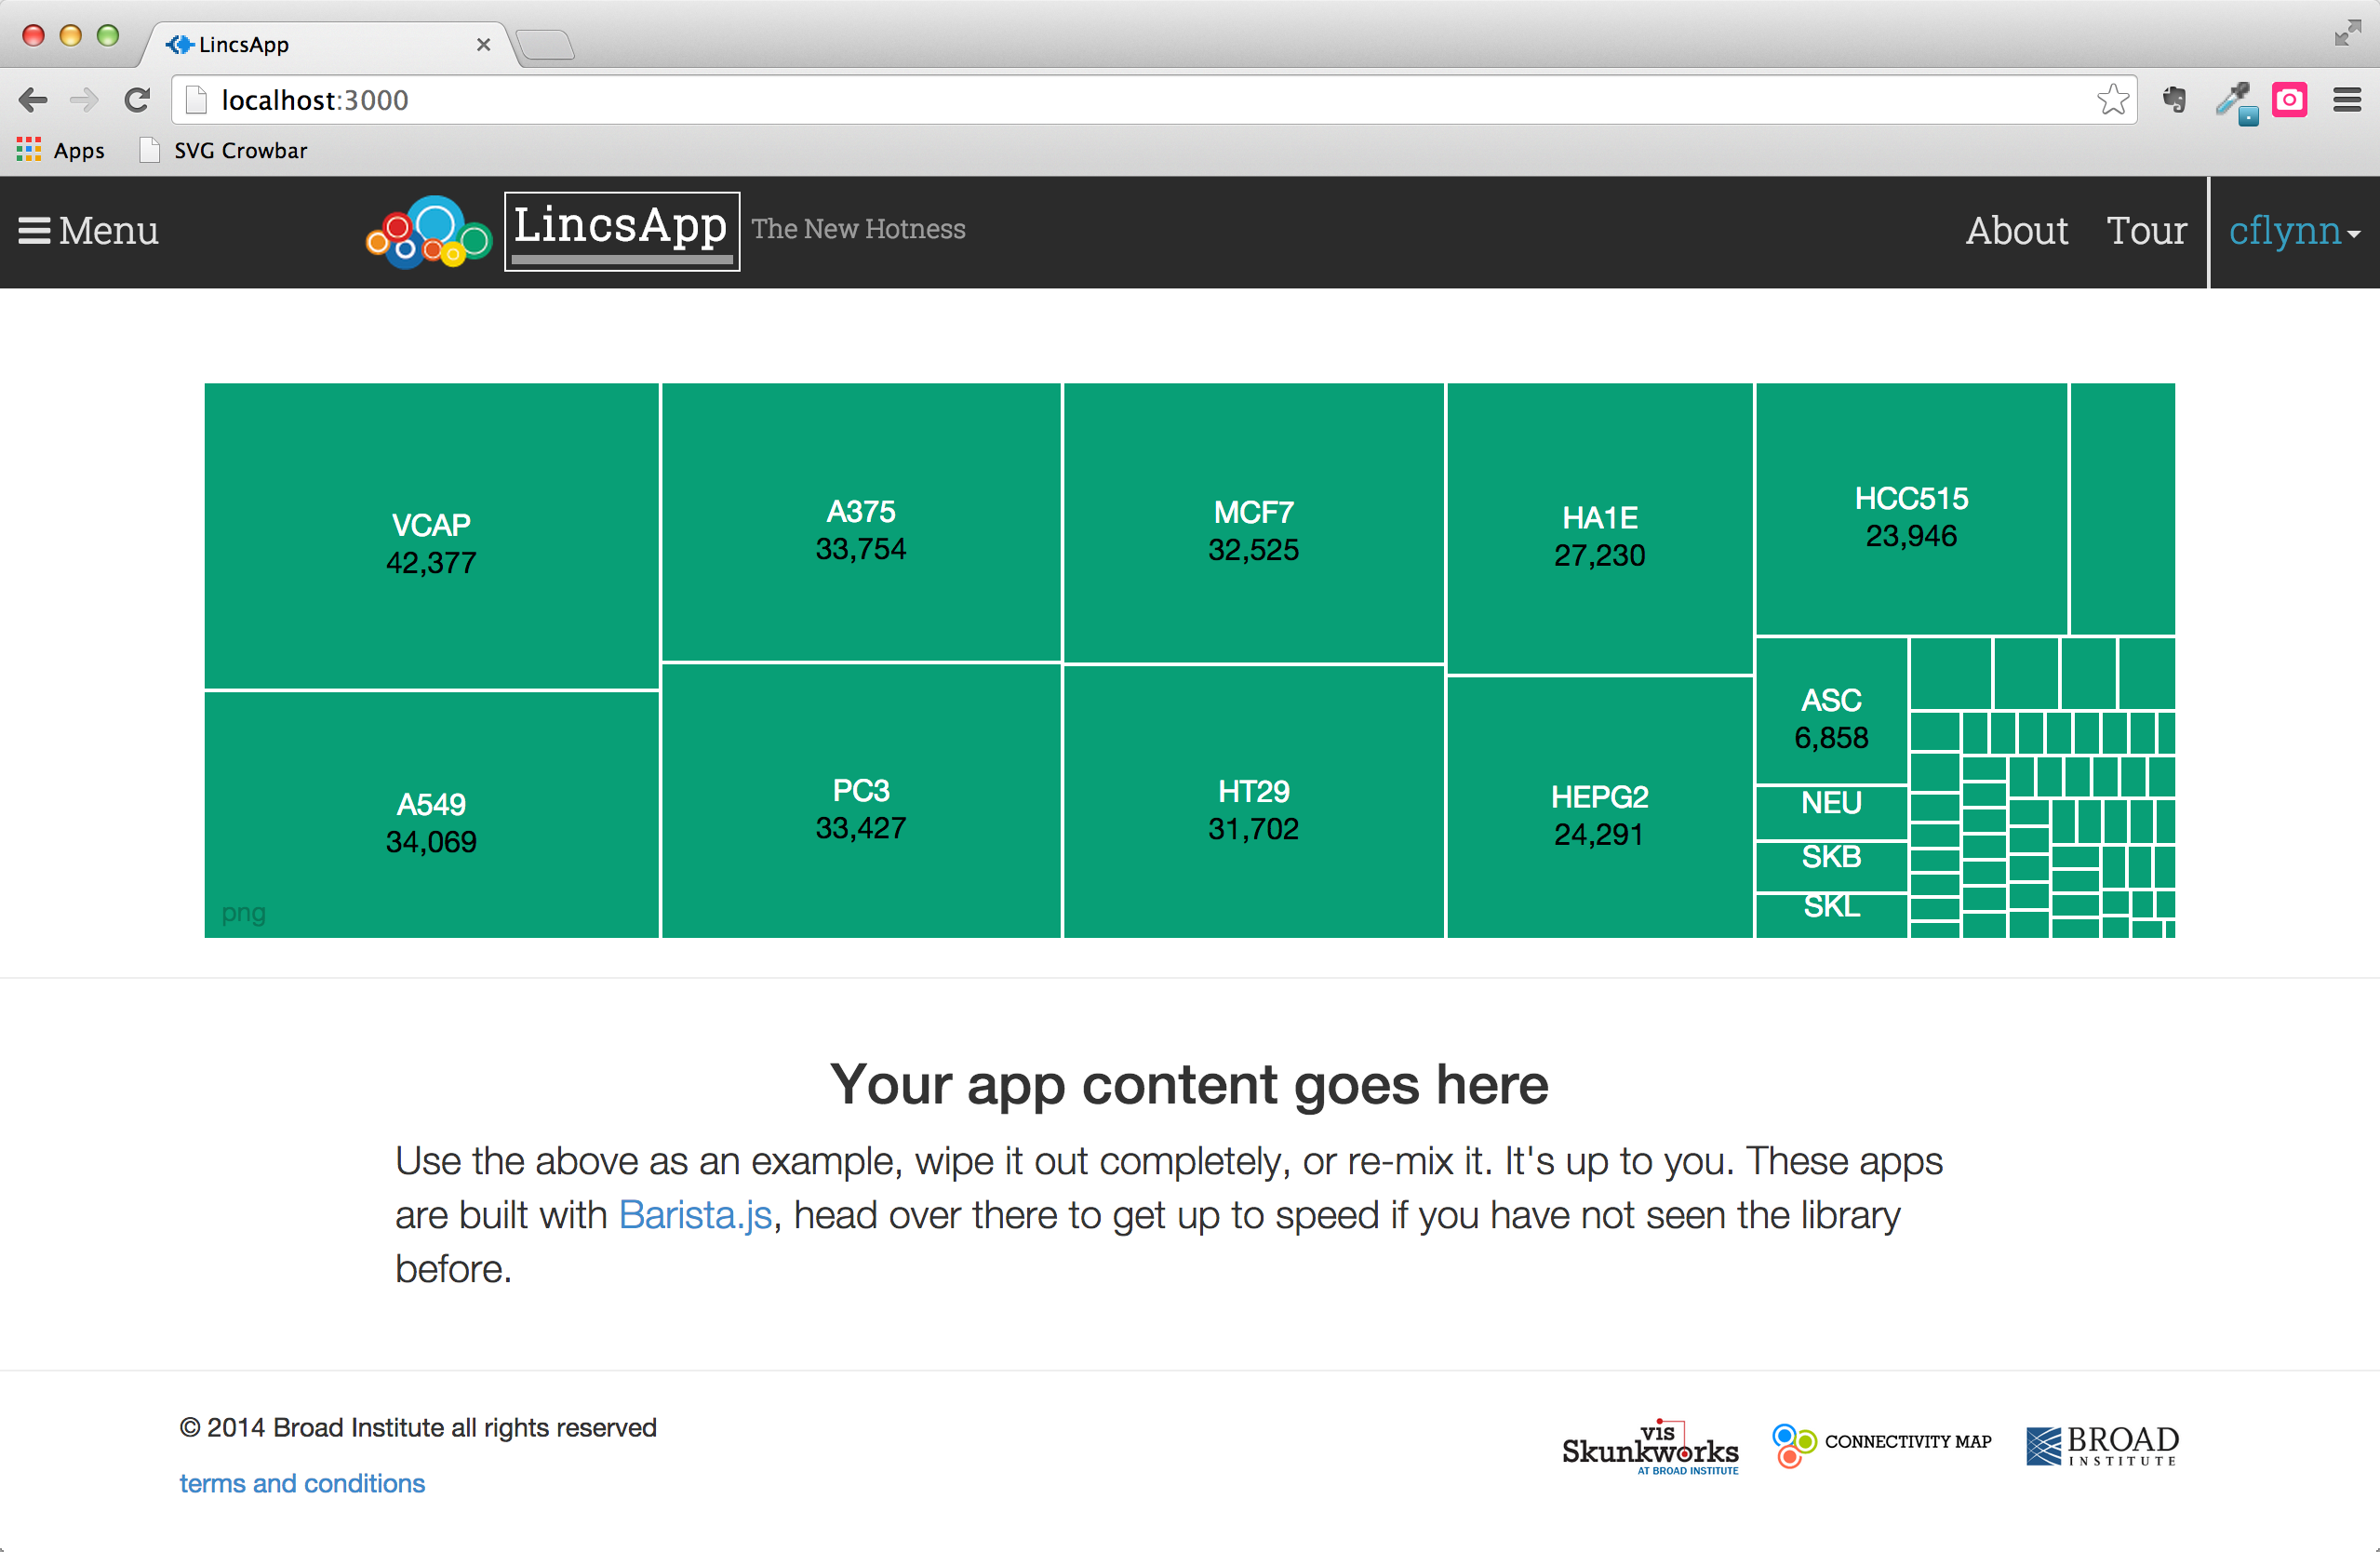 LincsApp
localhost:3000
Apps
SVG Crowbar
Menu
LincsApp
The New Hotness
About
Tour
cflynn
VCAP
42,377
A375
33,754
MCF7
32,525
HA1E
27,230
HCC515
23,946
ASC
6,858
A549
34,069
PC3
33,427
HT29
31,702
HEPG2
24,291
NEU
SKB
SKL
png
Your app content goes here
Use the above as an example, wipe it out completely, or re-mix it. It's up to you. These apps
are built with Barista.js, head over there to get up to speed if you have not seen the library
before.
© 2014 Broad Institute all rights reserved
terms and conditions
vis
Skunkworks
AT BROAD INSTITUTE
CONNECTIVITY MAP
BROAD
INSTITUTE